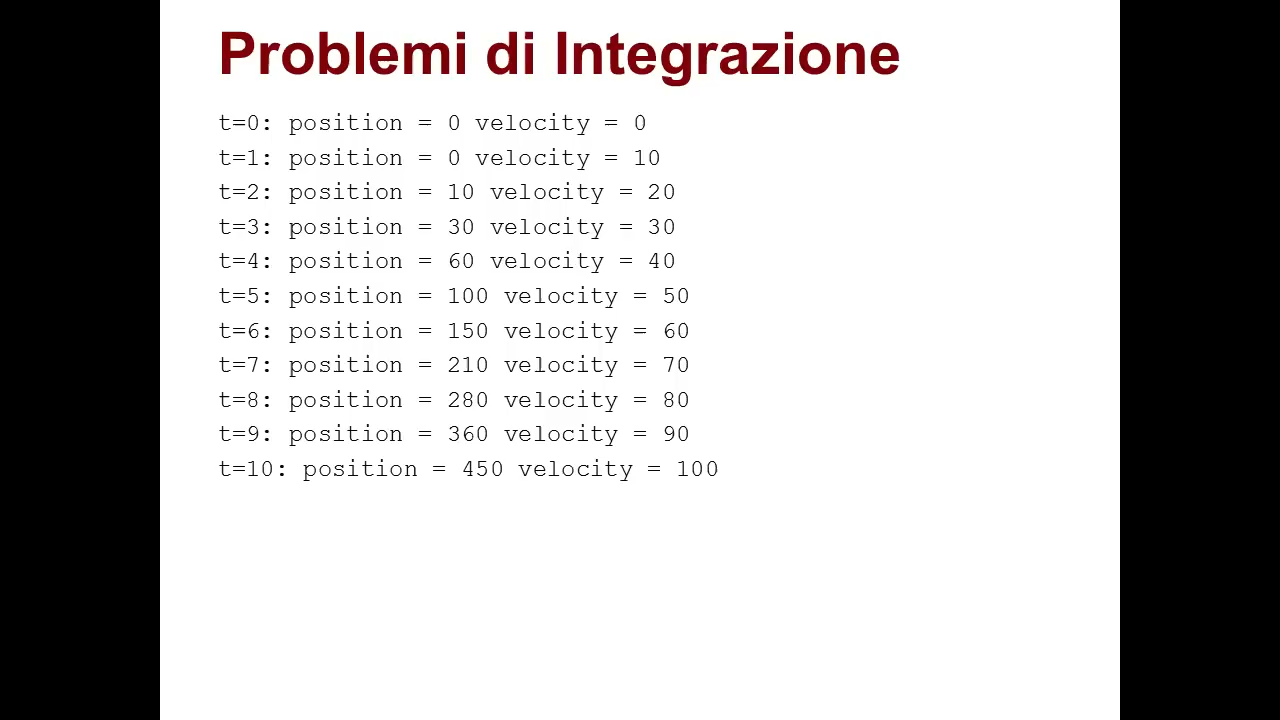 Problemi di Integrazione
t=0: position = 0 velocity = 0
t=1: position = 0 velocity = 10
t=2: position = 10 velocity = 20
t=3: position = 30 velocity = 30
t=4: position = 60 velocity = 40
t=5: position = 100 velocity = 50
t=6: position = 150 velocity = 60
t=7: position = 210 velocity = 70
t=8: position = 280 velocity = 80
t=9: position = 360 velocity = 90
t=10: position = 450 velocity = 100